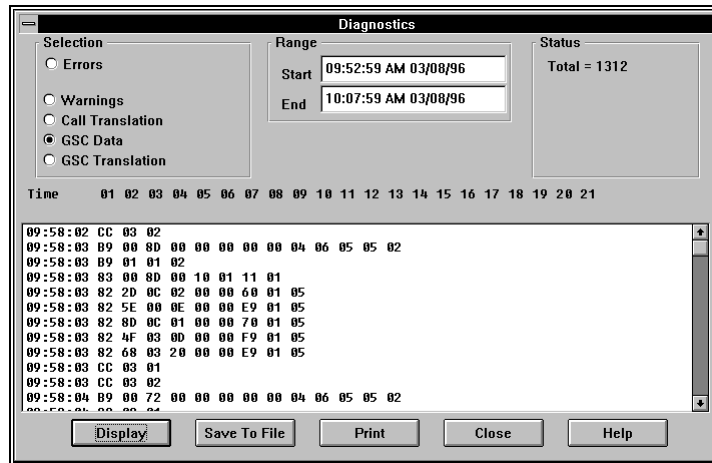 Diagnostics
Selection
Errors
Warnings
Call Translation
GSC Data
GSC Translation
Range
Start 09:52:59 AM 03/08/96
End 10:07:59 AM 03/08/96
Status
Total = 1312
Time 01 02 03 04 05 06 07 08 09 10 11 12 13 14 15 16 17 18 19 20 21
09:58:02 CC 03 02
09:58:03 B9 00 8D 00 00 00 00 00 04 06 05 05 02
09:58:03 B9 01 01 02
09:58:03 83 00 8D 00 10 01 11 01
09:58:03 82 2D 0C 02 00 00 60 01 05
09:58:03 82 5E 00 0E 00 00 E9 01 05
09:58:03 82 8D 0C 01 00 00 70 01 05
09:58:03 82 4F 03 0D 00 00 F9 01 05
09:58:03 82 68 03 20 00 00 E9 01 05
09:58:03 CC 03 01
09:58:03 CC 03 02
09:58:04 B9 00 72 00 00 00 00 00 04 06 05 05 02
Display Save To File Print Close Help